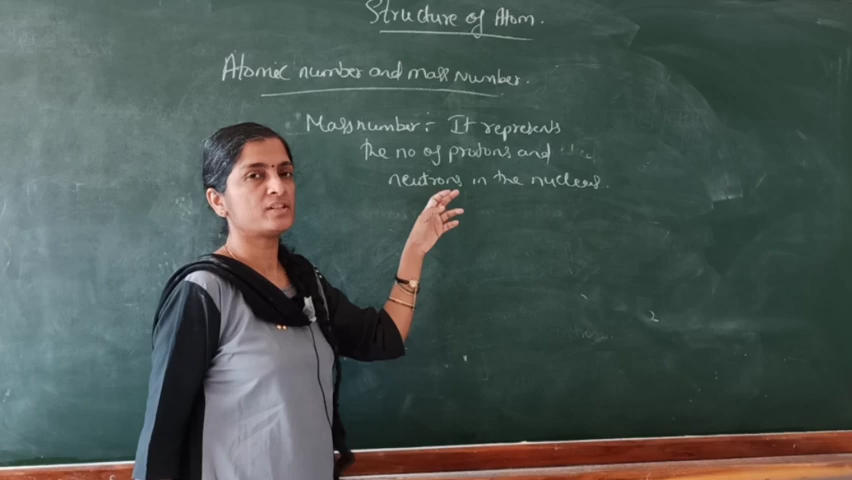 Structure of Atom.
Atomic number and mass Number.
Mass number :- It represents
the no of protons and
neutrons in the nucleus.